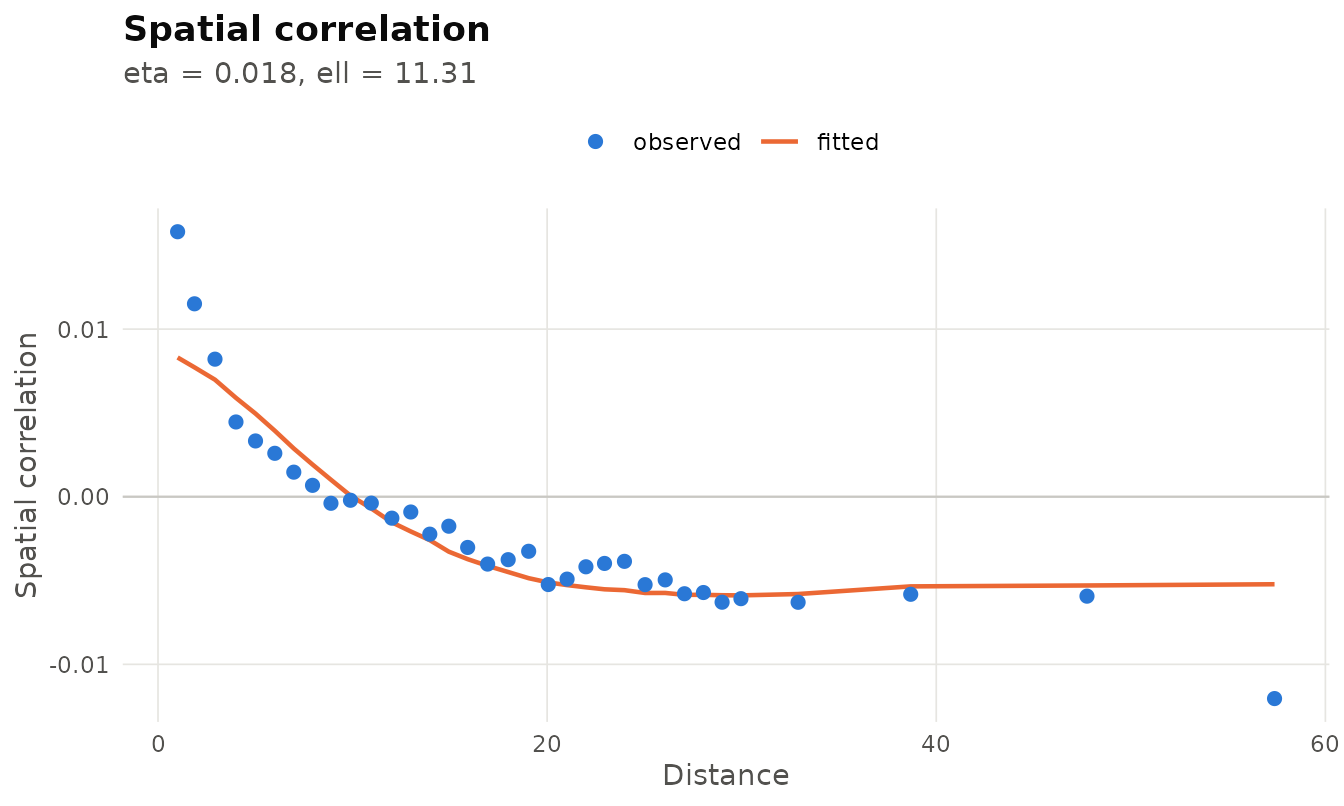 Spatial correlation
eta = 0.018, ell = 11.31
observed fitted
Spatial correlation
0.01
0.00
-0.01
0 20 40 60
Distance